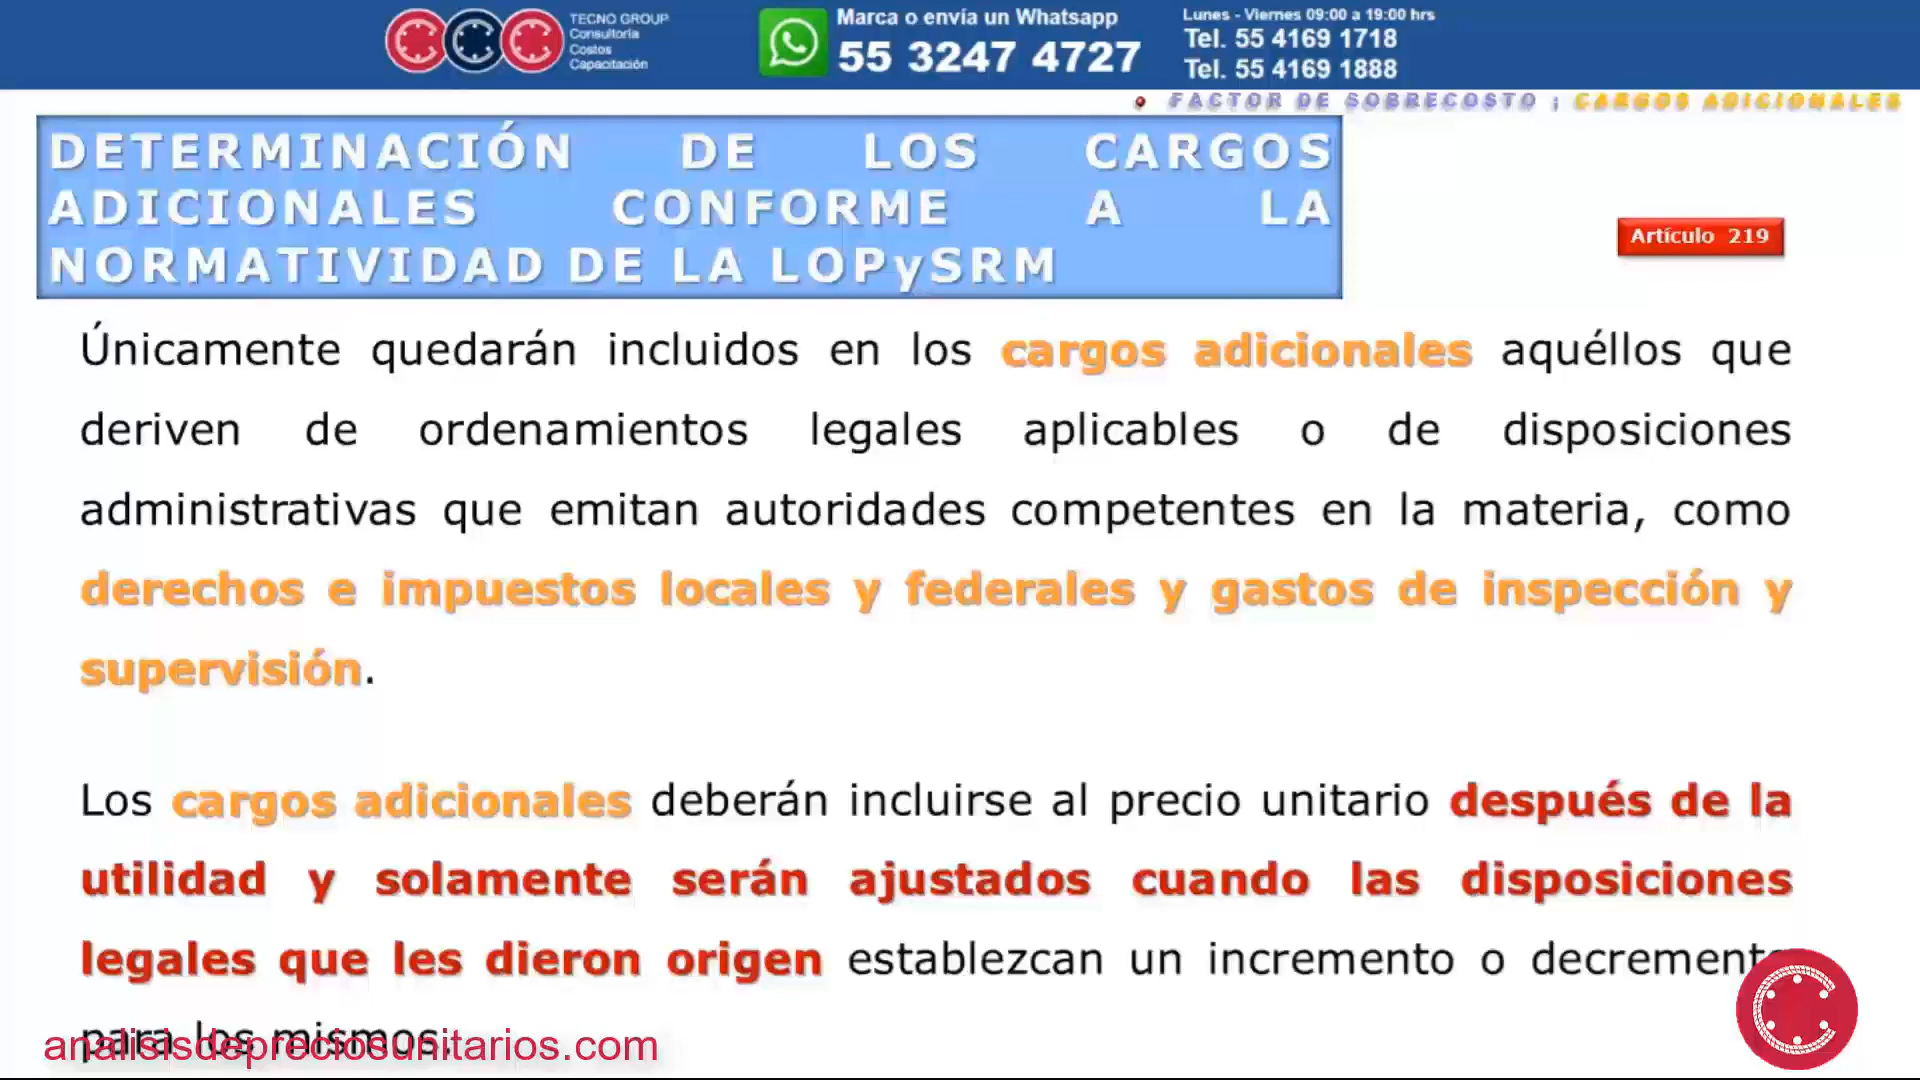 TECNO GROUP
Consultoría
Costos
Capacitación
Marca o envía un Whatsapp
55 3247 4727
Lunes - Viernes 09:00 a 19:00 hrs
Tel. 55 4169 1718
Tel. 55 4169 1888
FACTOR DE SOBRECOSTO ; CARGOS ADICIONALES
DETERMINACIÓN DE LOS CARGOS
ADICIONALES CONFORME A LA
NORMATIVIDAD DE LA LOPySRM
Artículo 219
Únicamente quedarán incluidos en los cargos adicionales aquéllos que
deriven de ordenamientos legales aplicables o de disposiciones
administrativas que emitan autoridades competentes en la materia, como
derechos e impuestos locales y federales y gastos de inspección y
supervisión.
Los cargos adicionales deberán incluirse al precio unitario después de la
utilidad y solamente serán ajustados cuando las disposiciones
legales que les dieron origen establezcan un incremento o decremento
para los mismos.
analisisdepreciosunitarios.com